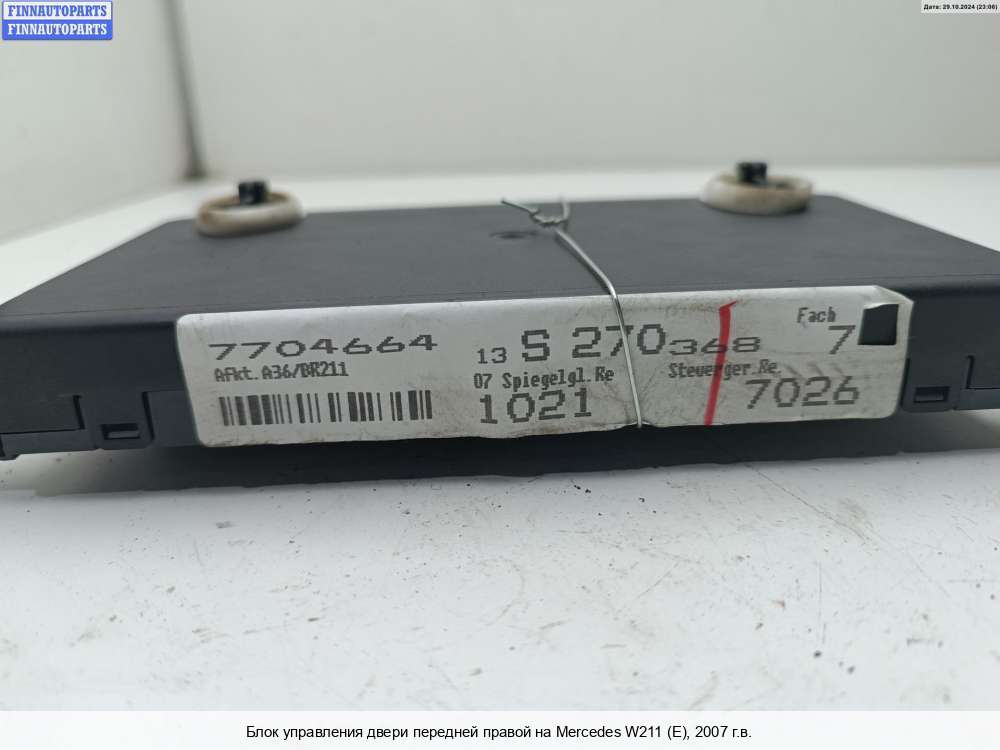 FINNAUTOPARTS
FINNAUTOPARTS
Дата: 29.10.2024 (23:06)
7704664 13 S 270368 Fach 7
Afkt.A36/BR211 07 Spiegelgl.Re Steuerger.Re
1021 7026
Блок управления двери передней правой на Mercedes W211 (E), 2007 г.в.